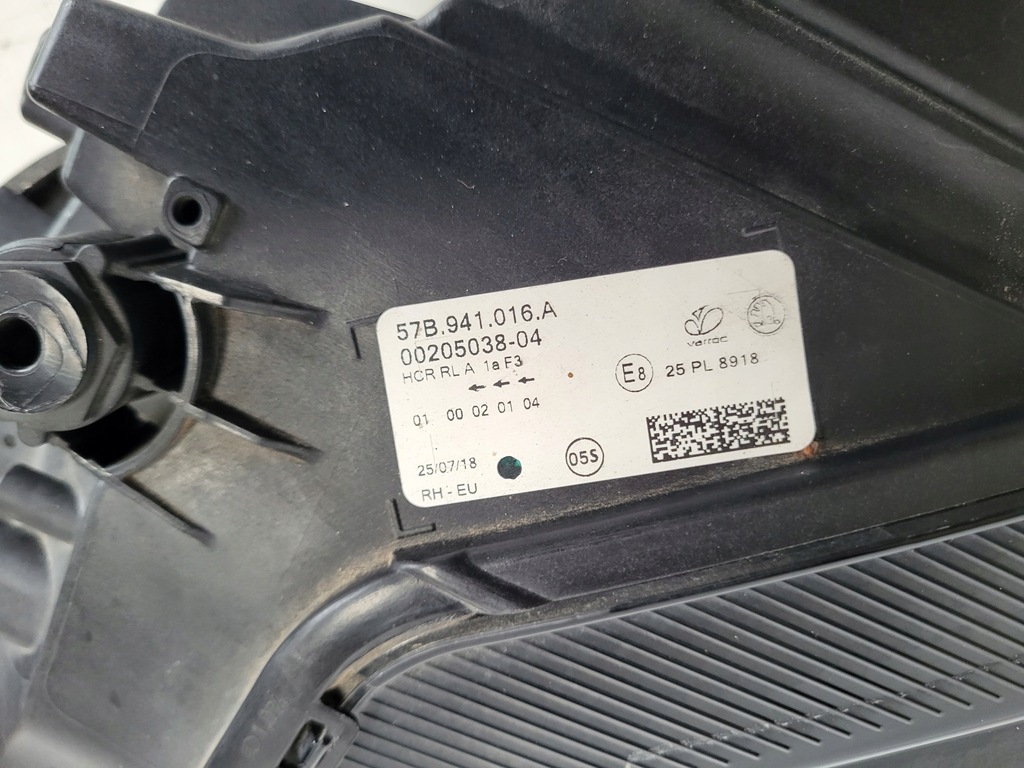 57B.941.016.A
00205038-04
HCR RL A 1a F3
01 00 02 01 04
25/07/18
RH-EU
05S
varroc
E8 25 PL 8918